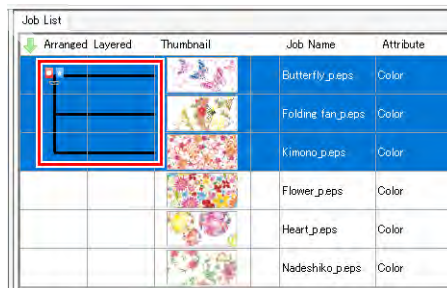 Job List
Arranged Layered Thumbnail Job Name Attribute
Butterfly_p.eps Color
Folding fan_p.eps Color
Kimono_p.eps Color
Flower_p.eps Color
Heart_p.eps Color
Nadeshiko_p.eps Color